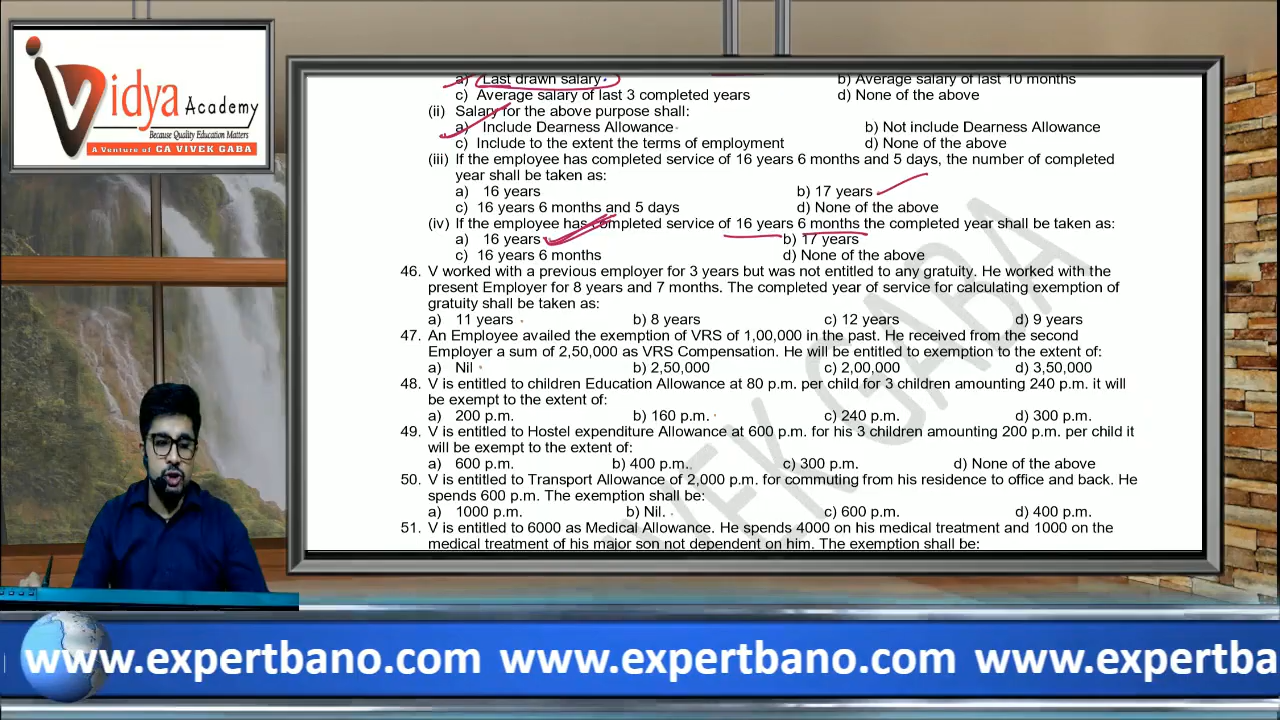 Vidya Academy
Because Quality Education Matters
A Venture of CA VIVEK GABA
a) Last drawn salary b) Average salary of last 10 months
c) Average salary of last 3 completed years d) None of the above
(ii) Salary for the above purpose shall:
a) Include Dearness Allowance b) Not include Dearness Allowance
c) Include to the extent the terms of employment d) None of the above
(iii) If the employee has completed service of 16 years 6 months and 5 days, the number of completed
year shall be taken as:
a) 16 years b) 17 years
c) 16 years 6 months and 5 days d) None of the above
(iv) If the employee has completed service of 16 years 6 months the completed year shall be taken as:
a) 16 years b) 17 years
c) 16 years 6 months d) None of the above
46. V worked with a previous employer for 3 years but was not entitled to any gratuity. He worked with the
present Employer for 8 years and 7 months. The completed year of service for calculating exemption of
gratuity shall be taken as:
a) 11 years b) 8 years c) 12 years d) 9 years
47. An Employee availed the exemption of VRS of 1,00,000 in the past. He received from the second
Employer a sum of 2,50,000 as VRS Compensation. He will be entitled to exemption to the extent of:
a) Nil b) 2,50,000 c) 2,00,000 d) 3,50,000
48. V is entitled to children Education Allowance at 80 p.m. per child for 3 children amounting 240 p.m. it will
be exempt to the extent of:
a) 200 p.m. b) 160 p.m. c) 240 p.m. d) 300 p.m.
49. V is entitled to Hostel expenditure Allowance at 600 p.m. for his 3 children amounting 200 p.m. per child it
will be exempt to the extent of:
a) 600 p.m. b) 400 p.m. c) 300 p.m. d) None of the above
50. V is entitled to Transport Allowance of 2,000 p.m. for commuting from his residence to office and back. He
spends 600 p.m. The exemption shall be:
a) 1000 p.m. b) Nil. c) 600 p.m. d) 400 p.m.
51. V is entitled to 6000 as Medical Allowance. He spends 4000 on his medical treatment and 1000 on the
medical treatment of his major son not dependent on him. The exemption shall be:
VIVEK GABA
www.expertbano.com www.expertbano.com www.expertba